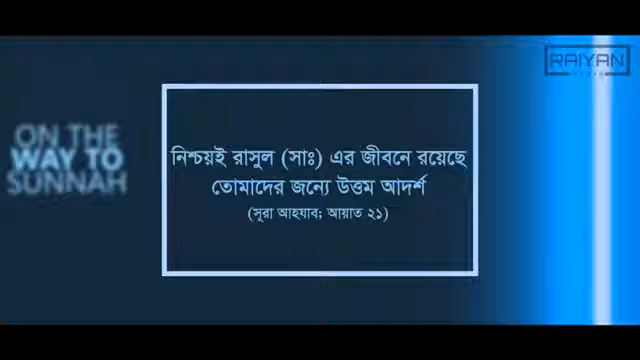 RAIYAN
ON THE
WAY TO
SUNNAH
নিশ্চয়ই রাসুল (সাঃ) এর জীবনে রয়েছে
তোমাদের জন্যে উত্তম আদর্শ
(সূরা আহযাব; আয়াত ২১)